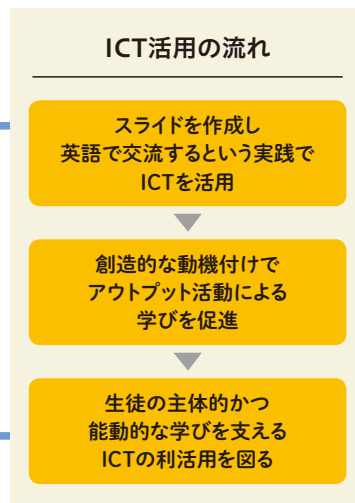 ICT活用の流れ
スライドを作成し
英語で交流するという実践で
ICTを活用
創造的な動機付けで
アウトプット活動による
学びを促進
生徒の主体的かつ
能動的な学びを支える
ICTの利活用を図る